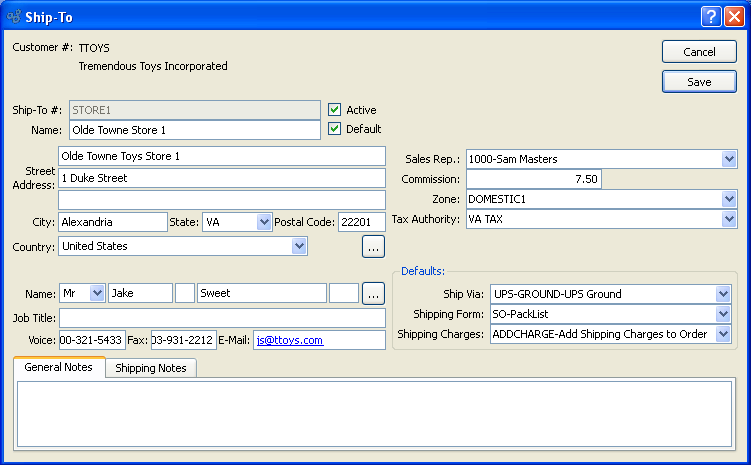 Ship-To
Customer #: TTOYS
Tremendous Toys Incorporated
Cancel
Save
Ship-To #: STORE1 Active
Name: Olde Towne Store 1 Default
Street Address: Olde Towne Toys Store 1
1 Duke Street
City: Alexandria State: VA Postal Code: 22201
Country: United States ...
Sales Rep.: 1000-Sam Masters
Commission: 7.50
Zone: DOMESTIC1
Tax Authority: VA TAX
Name: Mr Jake Sweet ...
Job Title:
Voice: 00-321-5433 Fax: 03-931-2212 E-Mail: js@ttoys.com
Defaults:
Ship Via: UPS-GROUND-UPS Ground
Shipping Form: SO-PackList
Shipping Charges: ADDCHARGE-Add Shipping Charges to Order
General Notes Shipping Notes